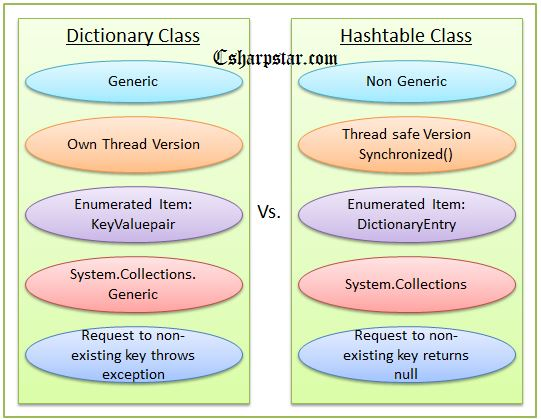 Dictionary Class
Csharpstar.com
Hashtable Class
Generic
Non Generic
Own Thread Version
Thread safe Version
Synchronized()
Enumerated Item:
KeyValuepair
Vs.
Enumerated Item:
DictionaryEntry
System.Collections.
Generic
System.Collections
Request to non-
existing key throws
exception
Request to non-
existing key returns
null